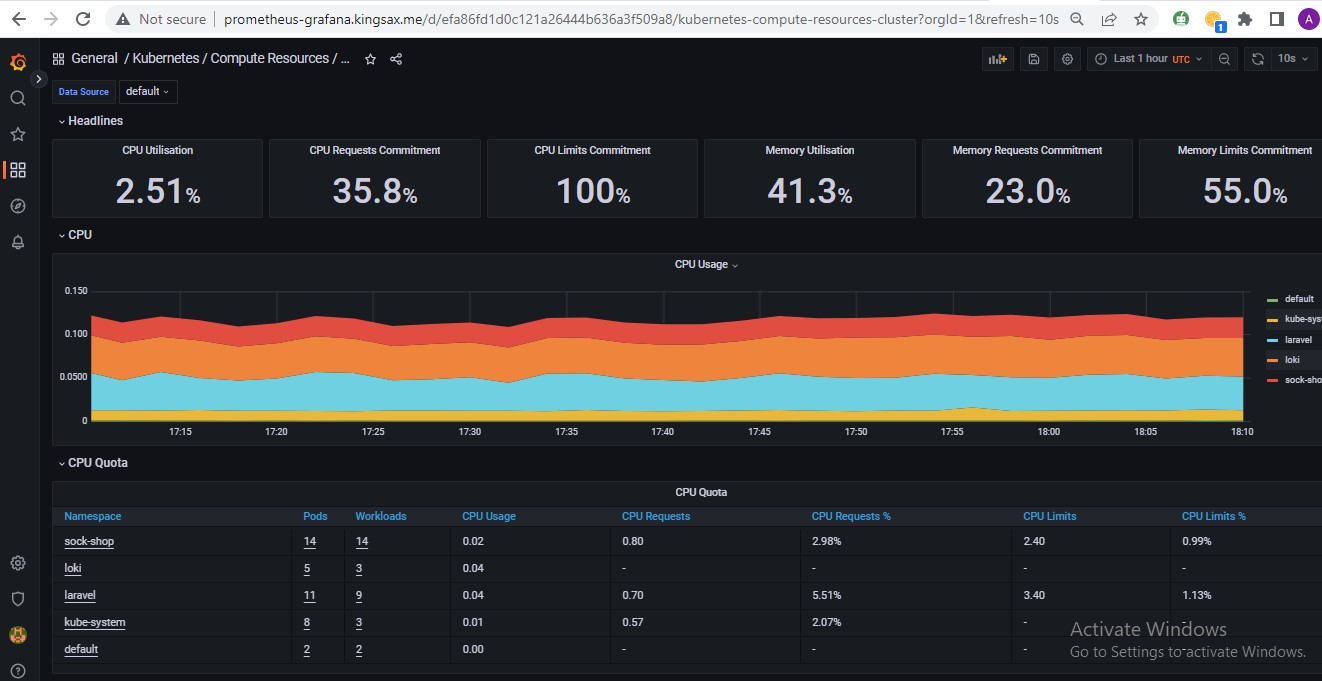 Not secure prometheus-grafana.kingsax.me/d/efa86fd1d0c121a26444b636a3f509a8/kubernetes-compute-resources-cluster?orgId=1&refresh=10s 1 A
General / Kubernetes / Compute Resources / ... Last 1 hour UTC 10s
Data Source default
Headlines
CPU Utilisation CPU Requests Commitment CPU Limits Commitment Memory Utilisation Memory Requests Commitment Memory Limits Commitment
2.51% 35.8% 100% 41.3% 23.0% 55.0%
CPU
CPU Usage
0.150
0.100
0.0500
0
17:15 17:20 17:25 17:30 17:35 17:40 17:45 17:50 17:55 18:00 18:05 18:10
default
kube-sys
laravel
loki
sock-sho
CPU Quota
CPU Quota
Namespace Pods Workloads CPU Usage CPU Requests CPU Requests % CPU Limits CPU Limits %
sock-shop 14 14 0.02 0.80 2.98% 2.40 0.99%
loki 5 3 0.04 - - - -
laravel 11 9 0.04 0.70 5.51% 3.40 1.13%
kube-system 8 3 0.01 0.57 2.07% - -
default 2 2 0.00 - - - -
Activate Windows
Go to Settings to activate Windows.